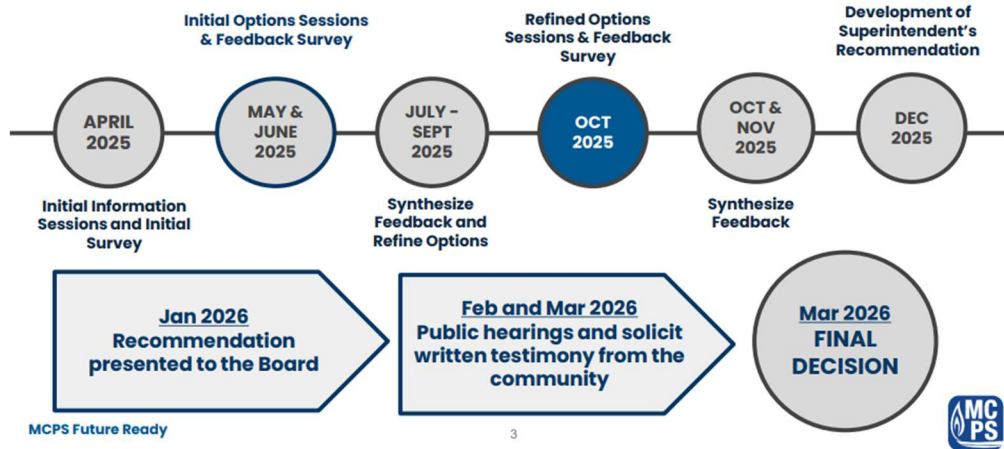 Initial Options Sessions
& Feedback Survey
Refined Options
Sessions & Feedback
Survey
Development of
Superintendent's
Recommendation
APRIL
2025
MAY &
JUNE
2025
JULY -
SEPT
2025
OCT
2025
OCT &
NOV
2025
DEC
2025
Initial Information
Sessions and Initial
Survey
Synthesize
Feedback and
Refine Options
Synthesize
Feedback
Jan 2026
Recommendation
presented to the Board
Feb and Mar 2026
Public hearings and solicit
written testimony from the
community
Mar 2026
FINAL
DECISION
MCPS Future Ready
3
MC
PS